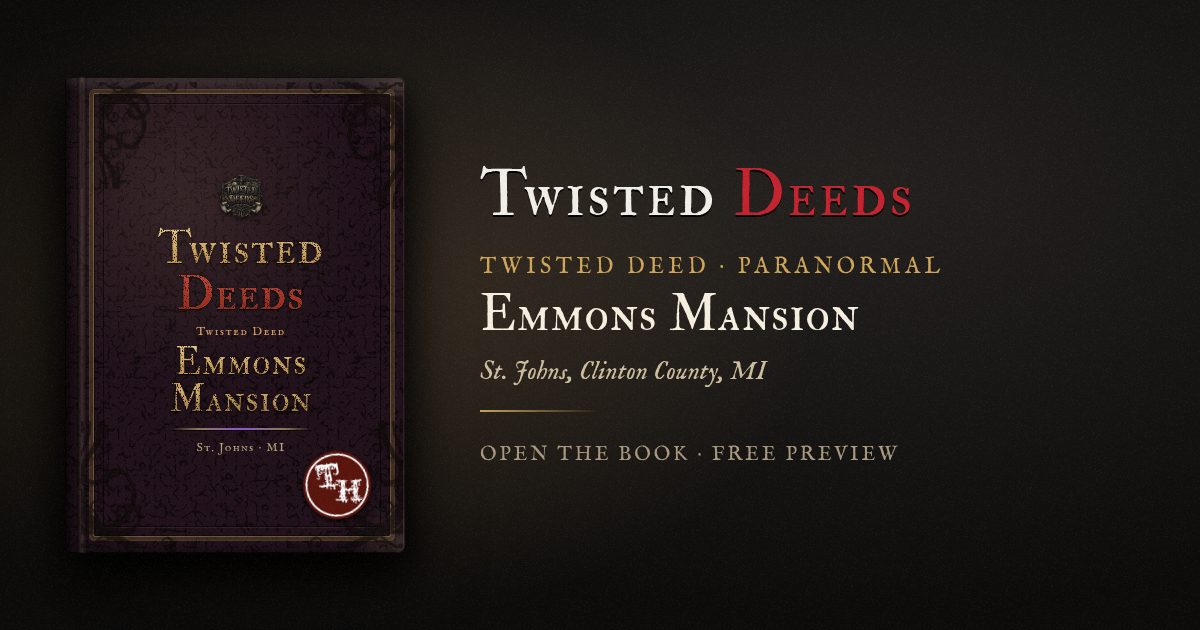 Twisted
Deeds
Twisted Deed
Emmons
Mansion
St. Johns · MI
TH
Twisted Deeds
TWISTED DEED · PARANORMAL
Emmons Mansion
St. Johns, Clinton County, MI
OPEN THE BOOK · FREE PREVIEW